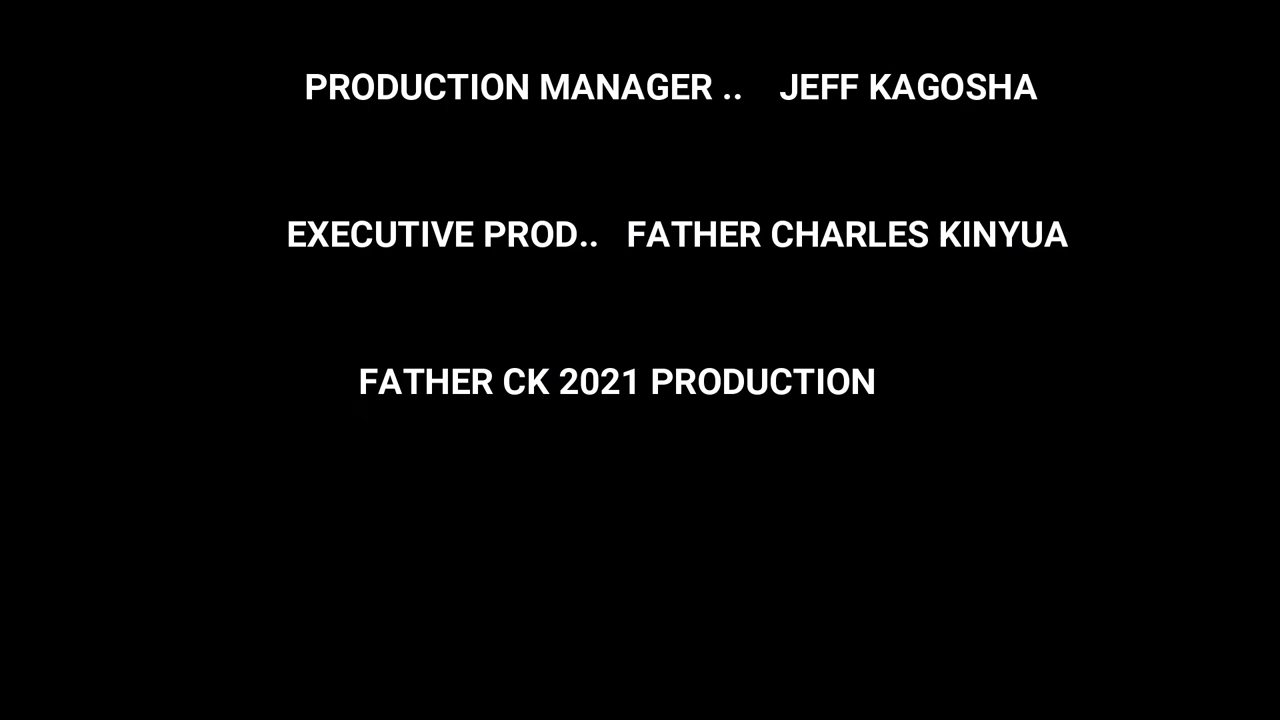 PRODUCTION MANAGER .. JEFF KAGOSHA
EXECUTIVE PROD.. FATHER CHARLES KINYUA
FATHER CK 2021 PRODUCTION